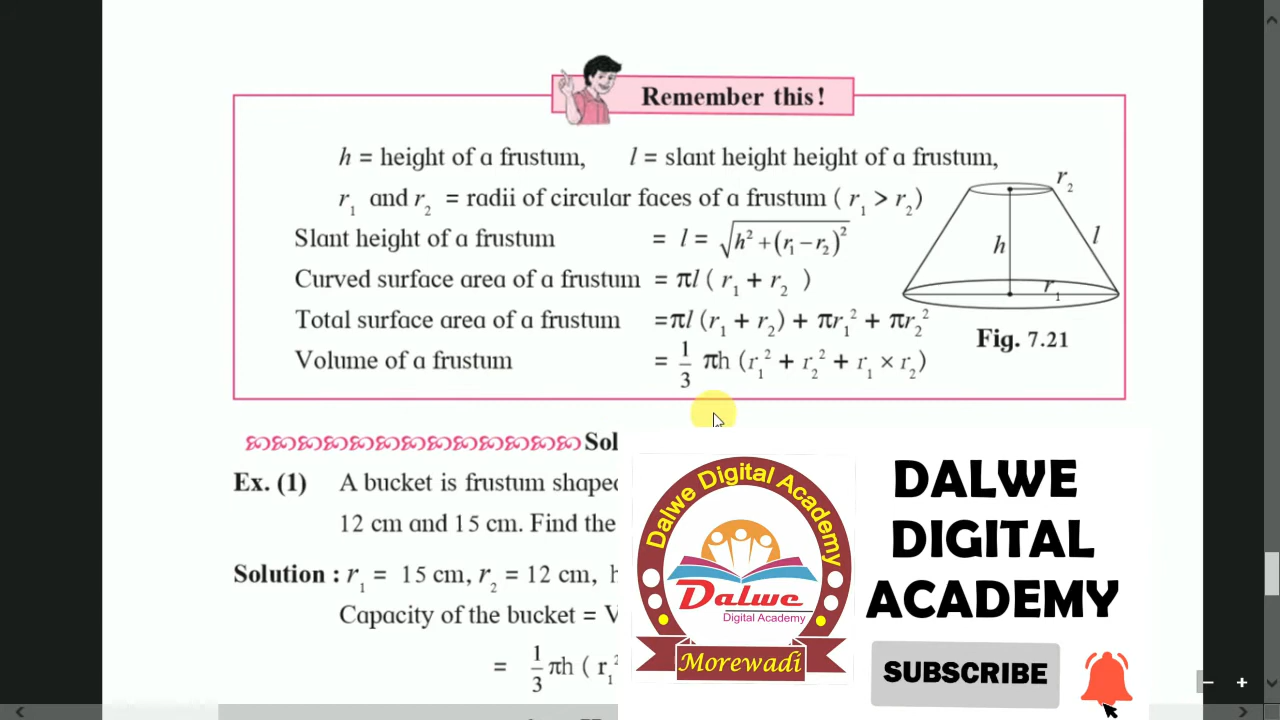 Remember this!
h = height of a frustum, l = slant height height of a frustum,
r₁ and r₂ = radii of circular faces of a frustum ( r₁ > r₂)
Slant height of a frustum = l = √h² + (r₁ – r₂)²
Curved surface area of a frustum = πl ( r₁ + r₂ )
Total surface area of a frustum =πl (r₁ + r₂) + πr₁² + πr₂²
Volume of a frustum = 1/3 πh (r₁² + r₂² + r₁ × r₂)
r₂
h
l
r₁
Fig. 7.21
Sol
Ex. (1) A bucket is frustum shaped
12 cm and 15 cm. Find the
Solution : r₁ = 15 cm, r₂ = 12 cm, h
Capacity of the bucket = V
= 1/3 πh ( r₁²
Dalwe Digital Academy
Dalwe
Digital Academy
Morewadi
DALWE
DIGITAL
ACADEMY
SUBSCRIBE